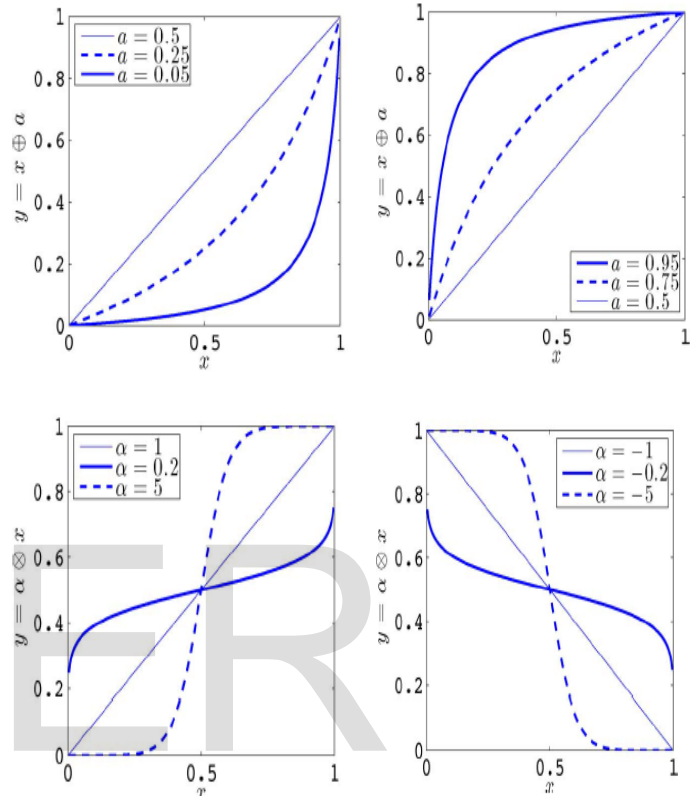 1
0.8
0.6
0.4
0.2
0
0
0.5
1
y = x ⊕ a
x
a = 0.5
a = 0.25
a = 0.05
1
0.8
0.6
0.4
0.2
0
0
0.5
1
y = x ⊕ a
x
a = 0.95
a = 0.75
a = 0.5
1
0.8
0.6
0.4
0.2
0
0
0.5
1
y = α ⊗ x
x
α = 1
α = 0.2
α = 5
1
0.8
0.6
0.4
0.2
0
0
0.5
1
y = α ⊗ x
x
α = −1
α = −0.2
α = −5
ER